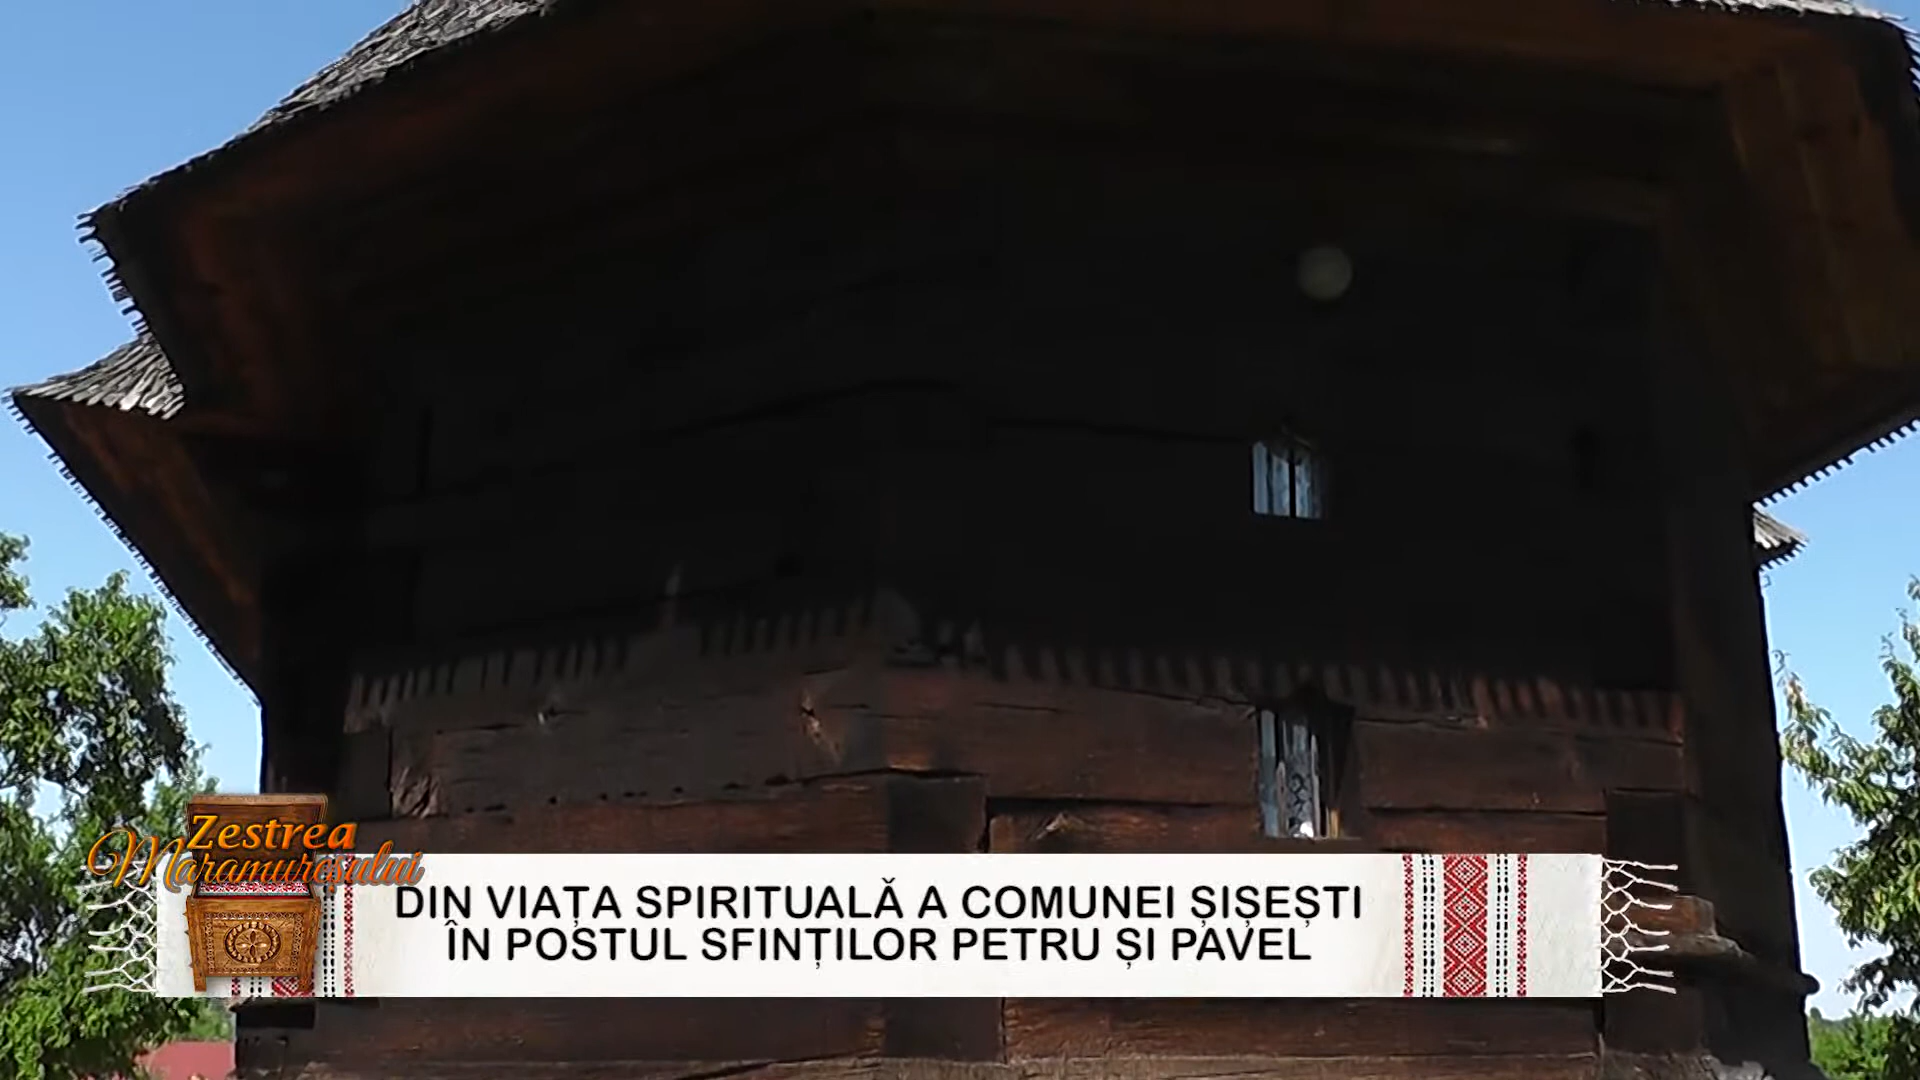 Zestrea
Maramureșului
DIN VIAȚA SPIRITUALĂ A COMUNEI ȘIȘEȘTI
ÎN POSTUL SFINȚILOR PETRU ȘI PAVEL